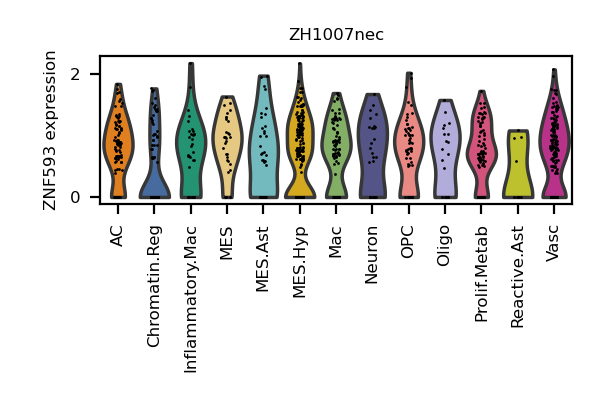 ZH1007nec
ZNF593 expression
2
0
AC
Chromatin.Reg
Inflammatory.Mac
MES
MES.Ast
MES.Hyp
Mac
Neuron
OPC
Oligo
Prolif.Metab
Reactive.Ast
Vasc